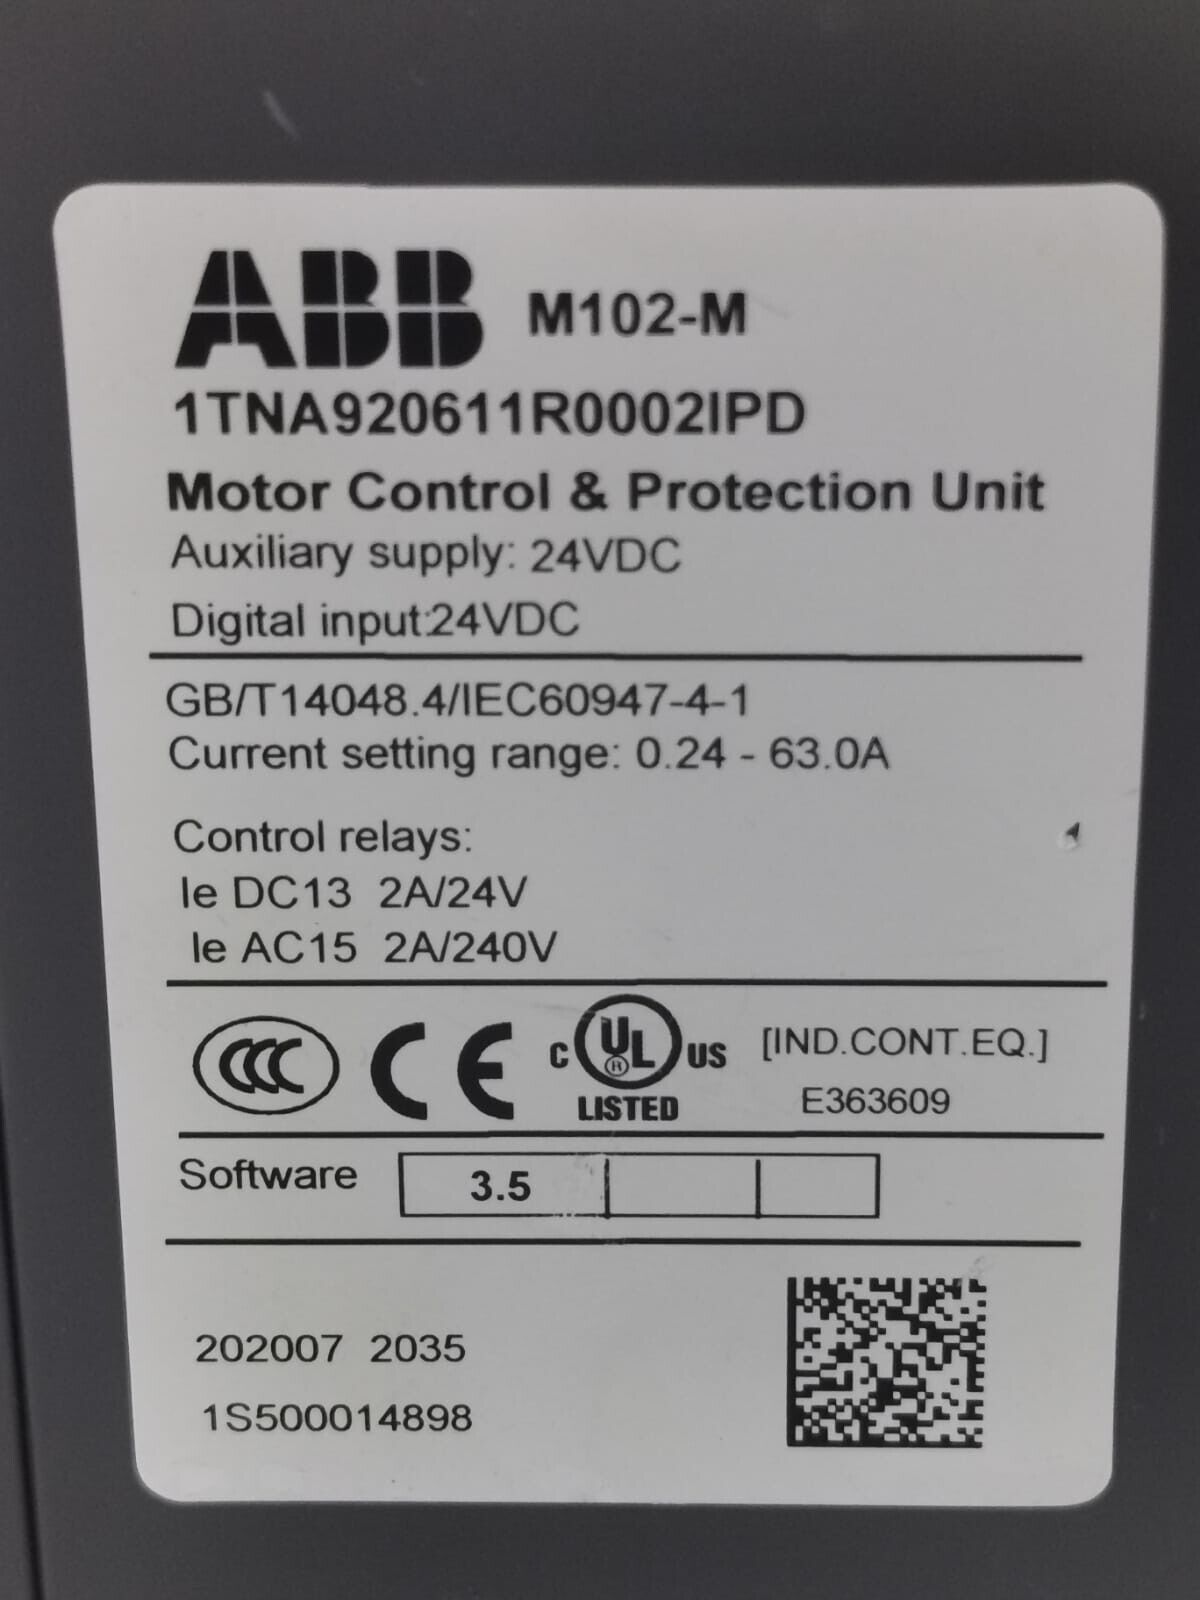 ABB M102-M
1TNA920611R0002IPD
Motor Control & Protection Unit
Auxiliary supply: 24VDC
Digital input:24VDC
GB/T14048.4/IEC60947-4-1
Current setting range: 0.24 - 63.0A
Control relays:
Ie DC13 2A/24V
Ie AC15 2A/240V
CCC CE C UL ® US [IND.CONT.EQ.]
LISTED E363609
Software 3.5
202007 2035
1S500014898